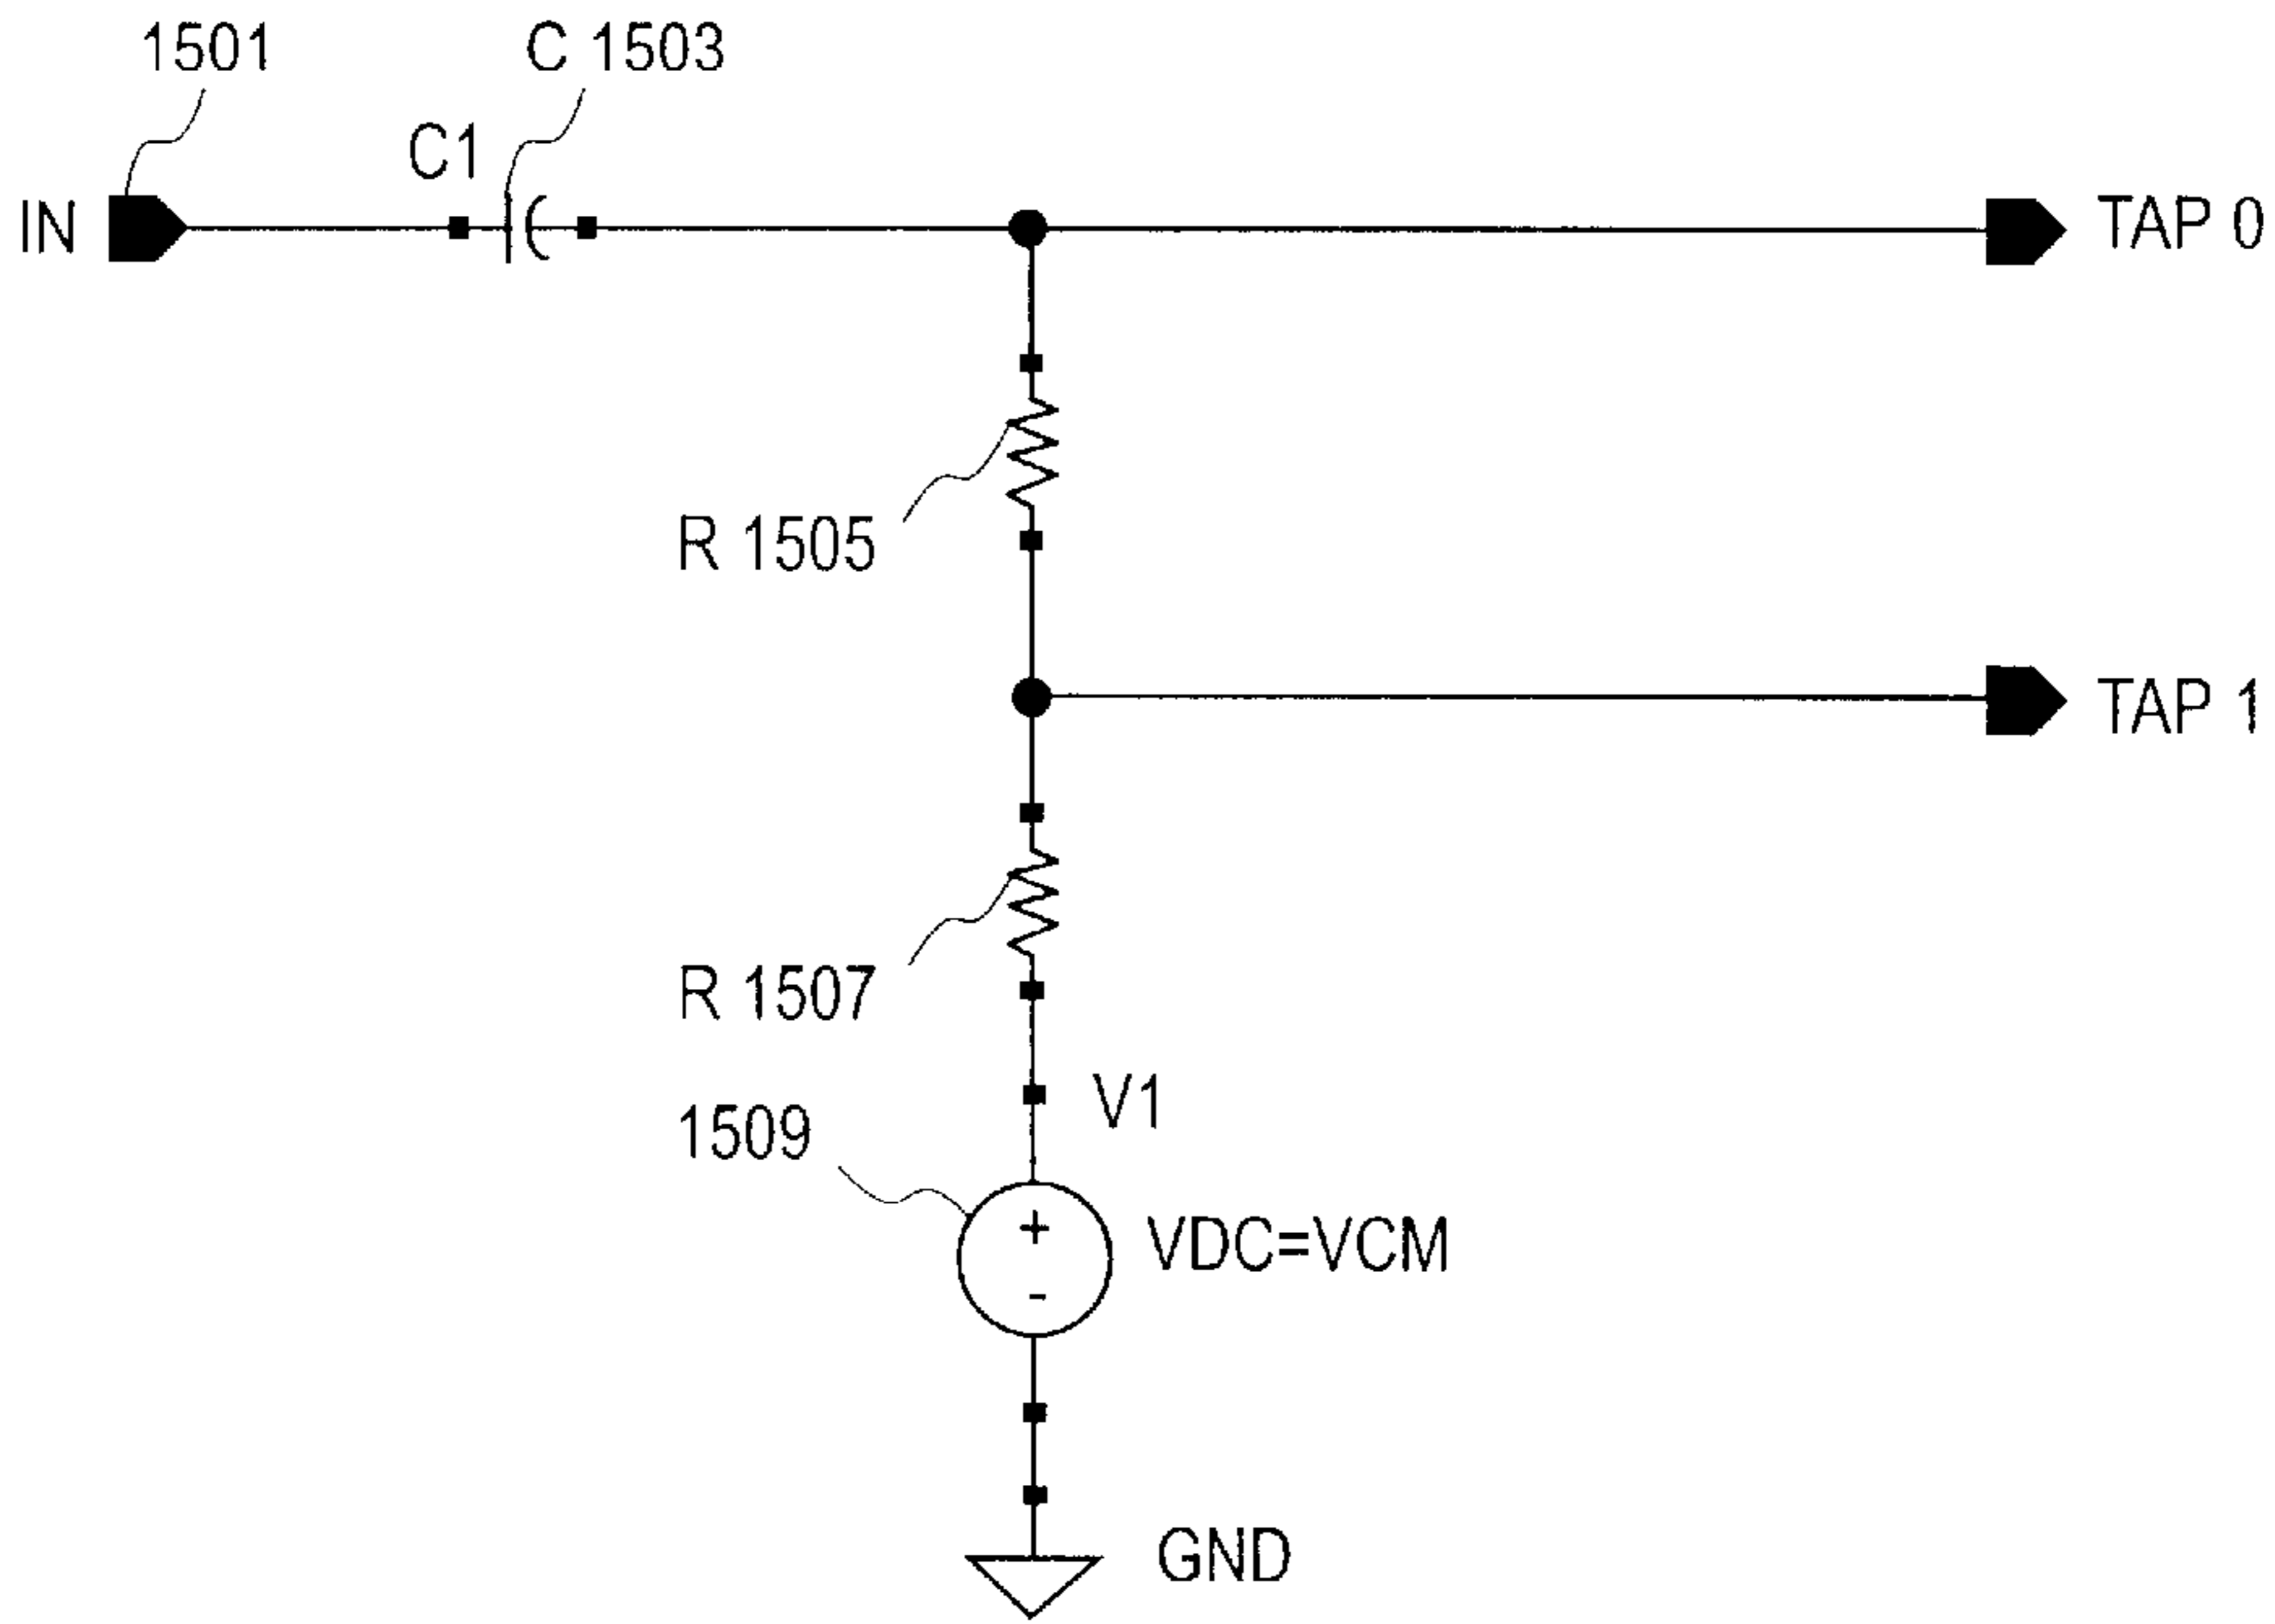 1501
C 1503
C1
IN
TAP 0
R 1505
TAP 1
R 1507
V1
1509
+
VDC=VCM
-
GND